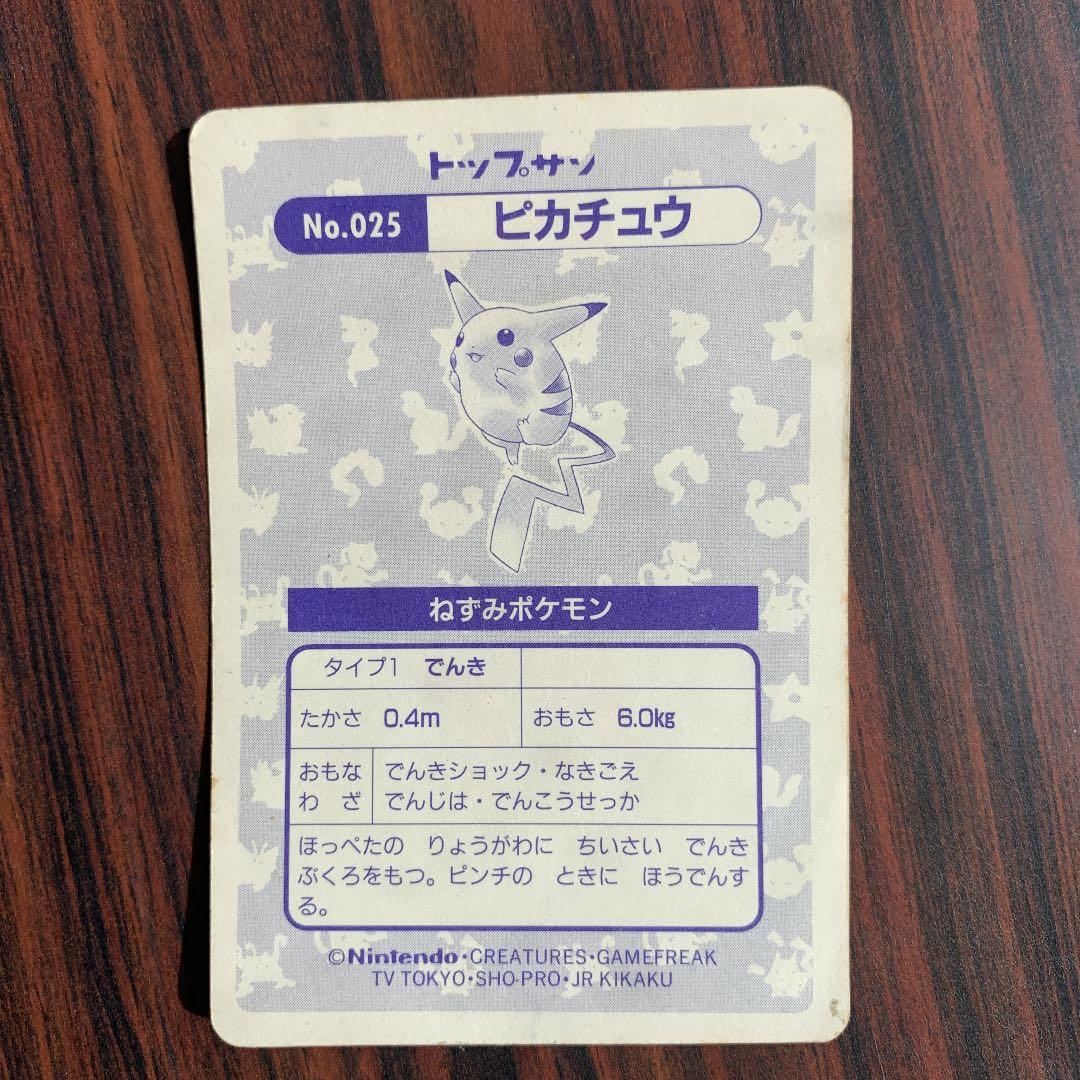 トップサン
No.025 ピカチュウ
ねずみポケモン
タイプ1 でんき
たかさ 0.4m おもさ 6.0kg
おもな でんきショック・なきごえ
わ ざ でんじは・でんこうせっか
ほっぺたの りょうがわに ちいさい でんき
ぶくろをもつ。ピンチの ときに ほうでんす
る。
©Nintendo・CREATURES・GAMEFREAK
TV TOKYO・SHO-PRO・JR KIKAKU